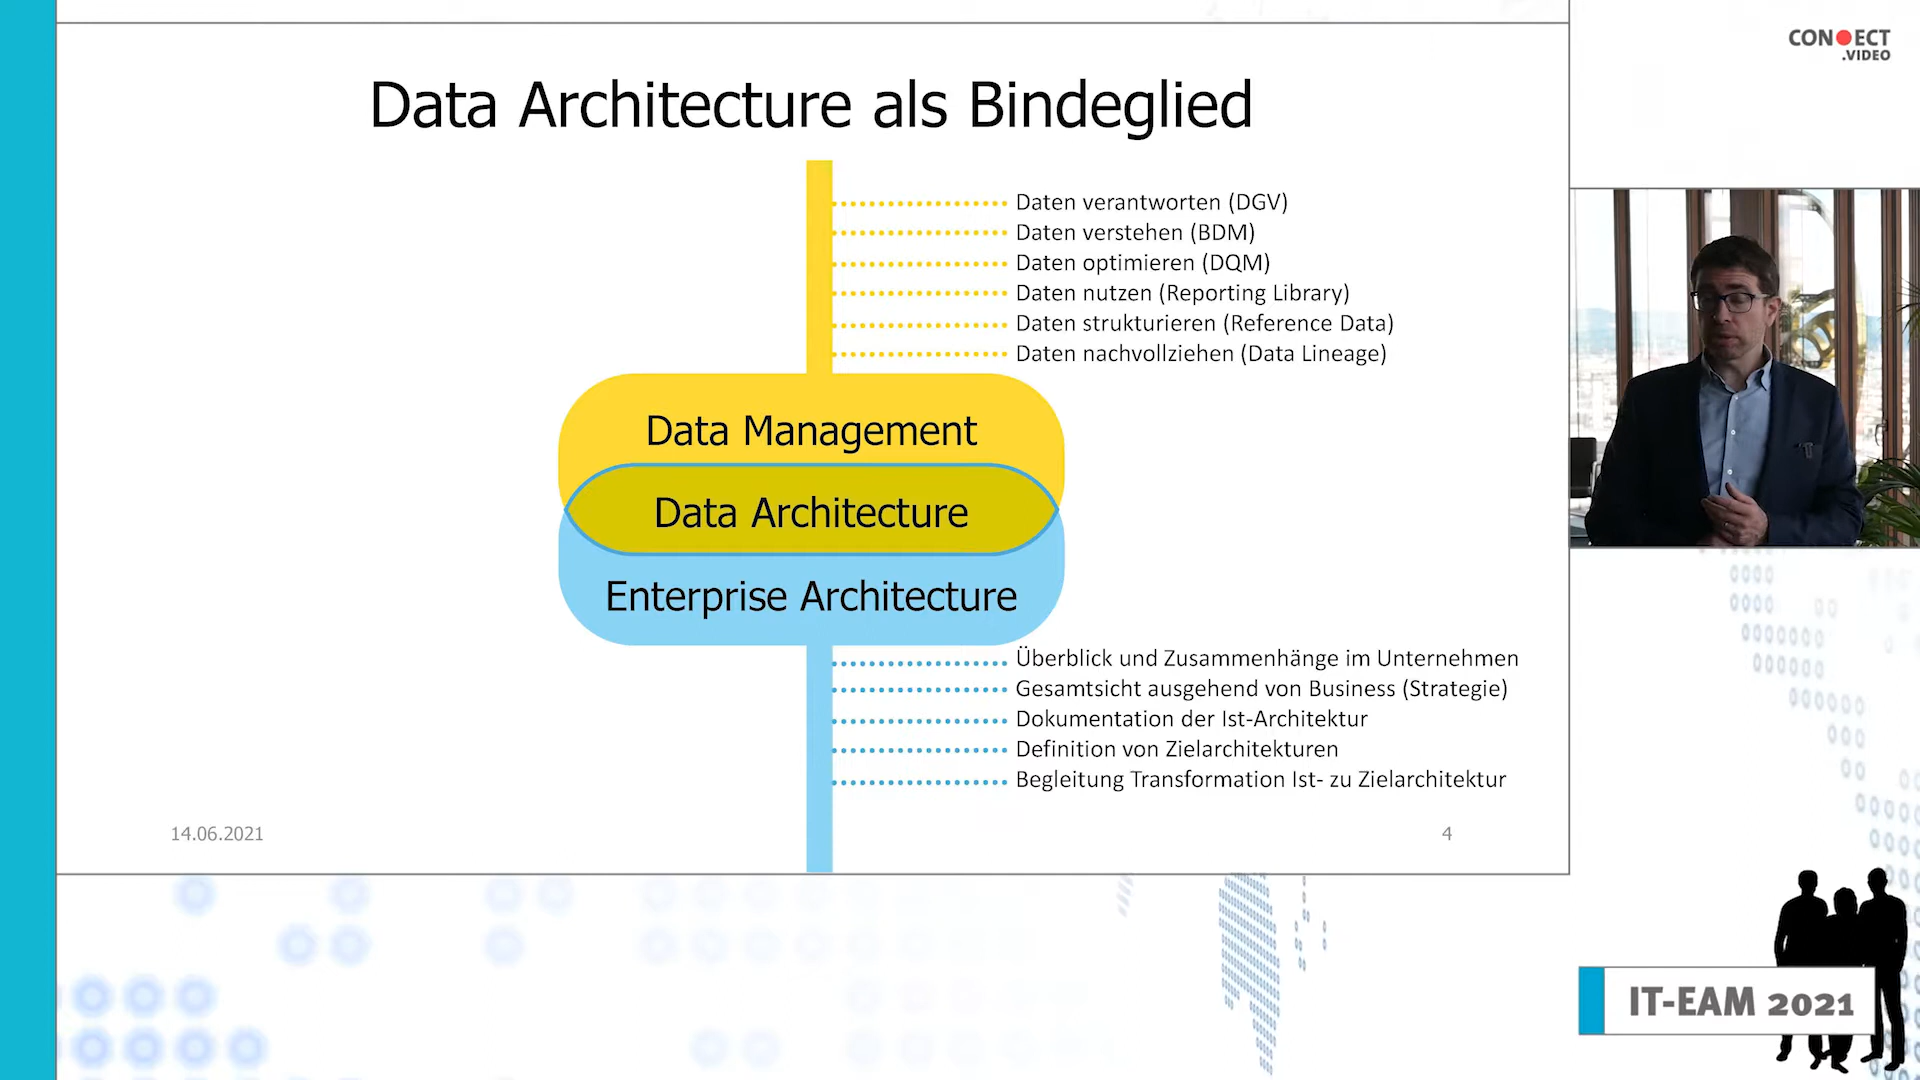 CONECT
.VIDEO
Data Architecture als Bindeglied
Daten verantworten (DGV)
Daten verstehen (BDM)
Daten optimieren (DQM)
Daten nutzen (Reporting Library)
Daten strukturieren (Reference Data)
Daten nachvollziehen (Data Lineage)
Data Management
Data Architecture
Enterprise Architecture
Überblick und Zusammenhänge im Unternehmen
Gesamtsicht ausgehend von Business (Strategie)
Dokumentation der Ist-Architektur
Definition von Zielarchitekturen
Begleitung Transformation Ist- zu Zielarchitektur
14.06.2021
4
IT-EAM 2021